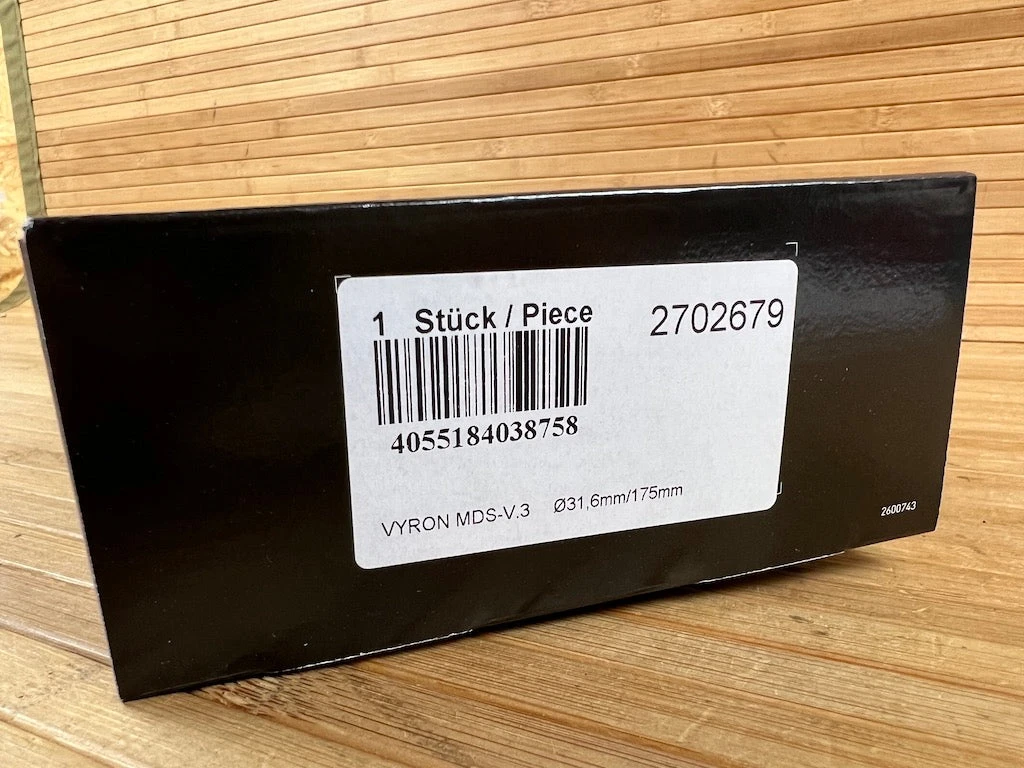 1 Stück / Piece
2702679
4055184038758
VYRON MDS-V.3 Ø31,6mm/175mm
2600743